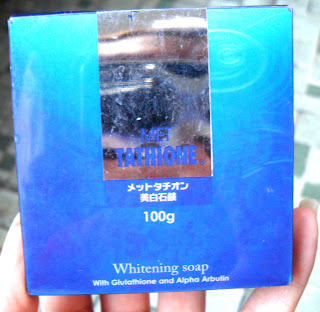 MET
TATHIONE
メットタチオン
美白石鹸
100g
Whitening soap
With Glutathione and Alpha Arbutin